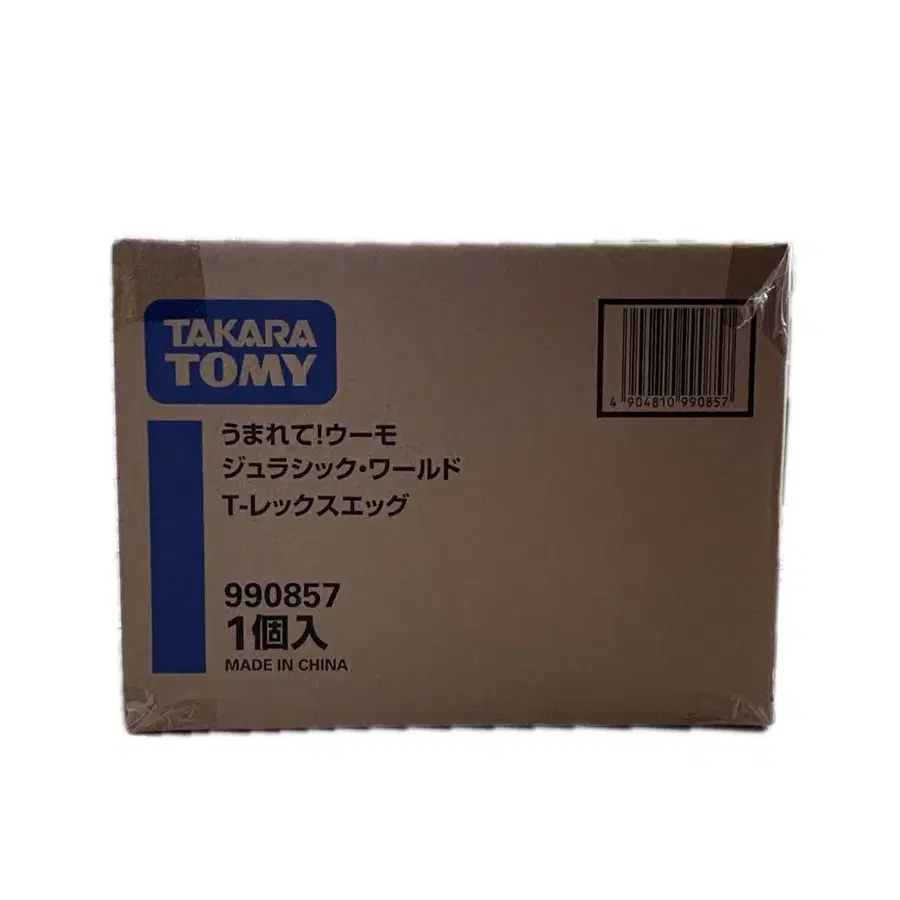 TAKARA
TOMY
4 904810 990857
うまれて!ウーモ
ジュラシック・ワールド
T-レックスエッグ
990857
1個入
MADE IN CHINA